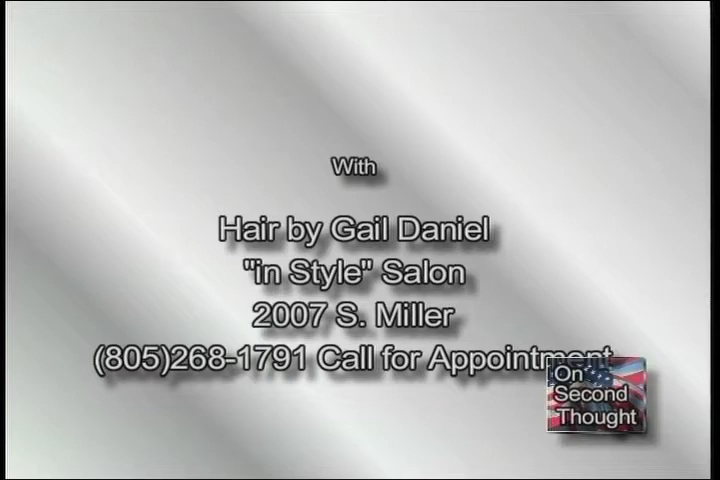 With
Hair by Gail Daniel
"in Style" Salon
2007 S. Miller
(805)268-1791 Call for Appointment
On
Second
Thought